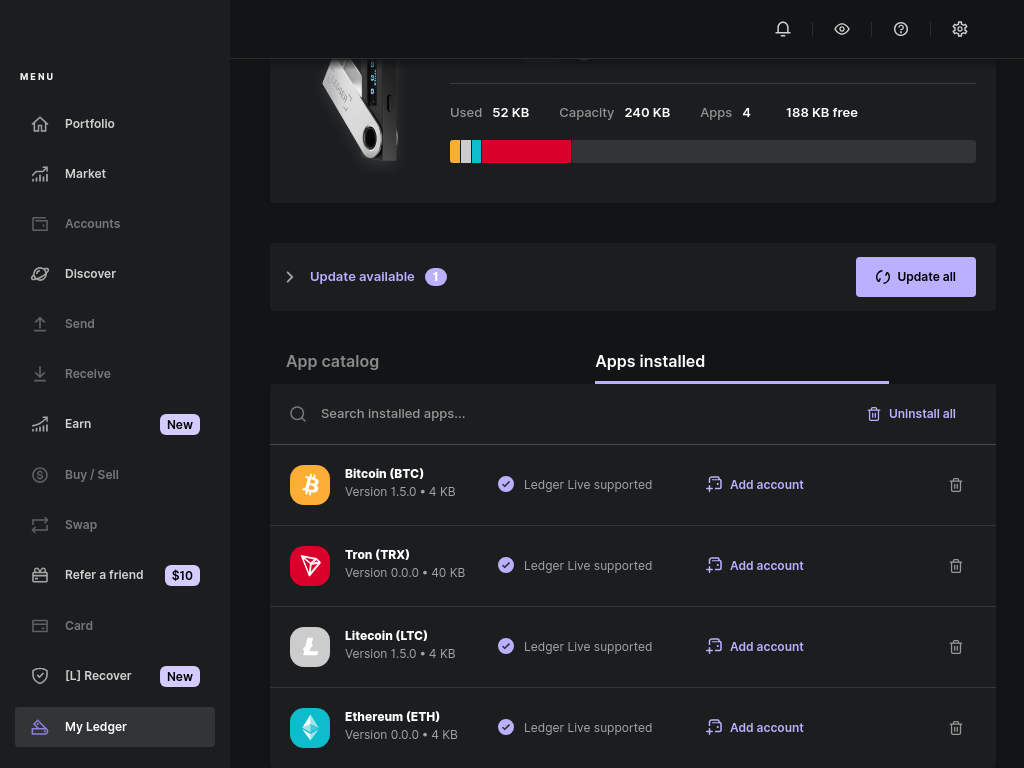 MENU
Portfolio
Market
Accounts
Discover
Send
Receive
Earn New
Buy / Sell
Swap
Refer a friend $10
Card
[L] Recover New
My Ledger
LEDGER
Used 52 KB Capacity 240 KB Apps 4 188 KB free
Update available 1 Update all
App catalog Apps installed
Search installed apps... Uninstall all
Bitcoin (BTC)
Version 1.5.0 • 4 KB Ledger Live supported Add account
Tron (TRX)
Version 0.0.0 • 40 KB Ledger Live supported Add account
Litecoin (LTC)
Version 1.5.0 • 4 KB Ledger Live supported Add account
Ethereum (ETH)
Version 0.0.0 • 4 KB Ledger Live supported Add account